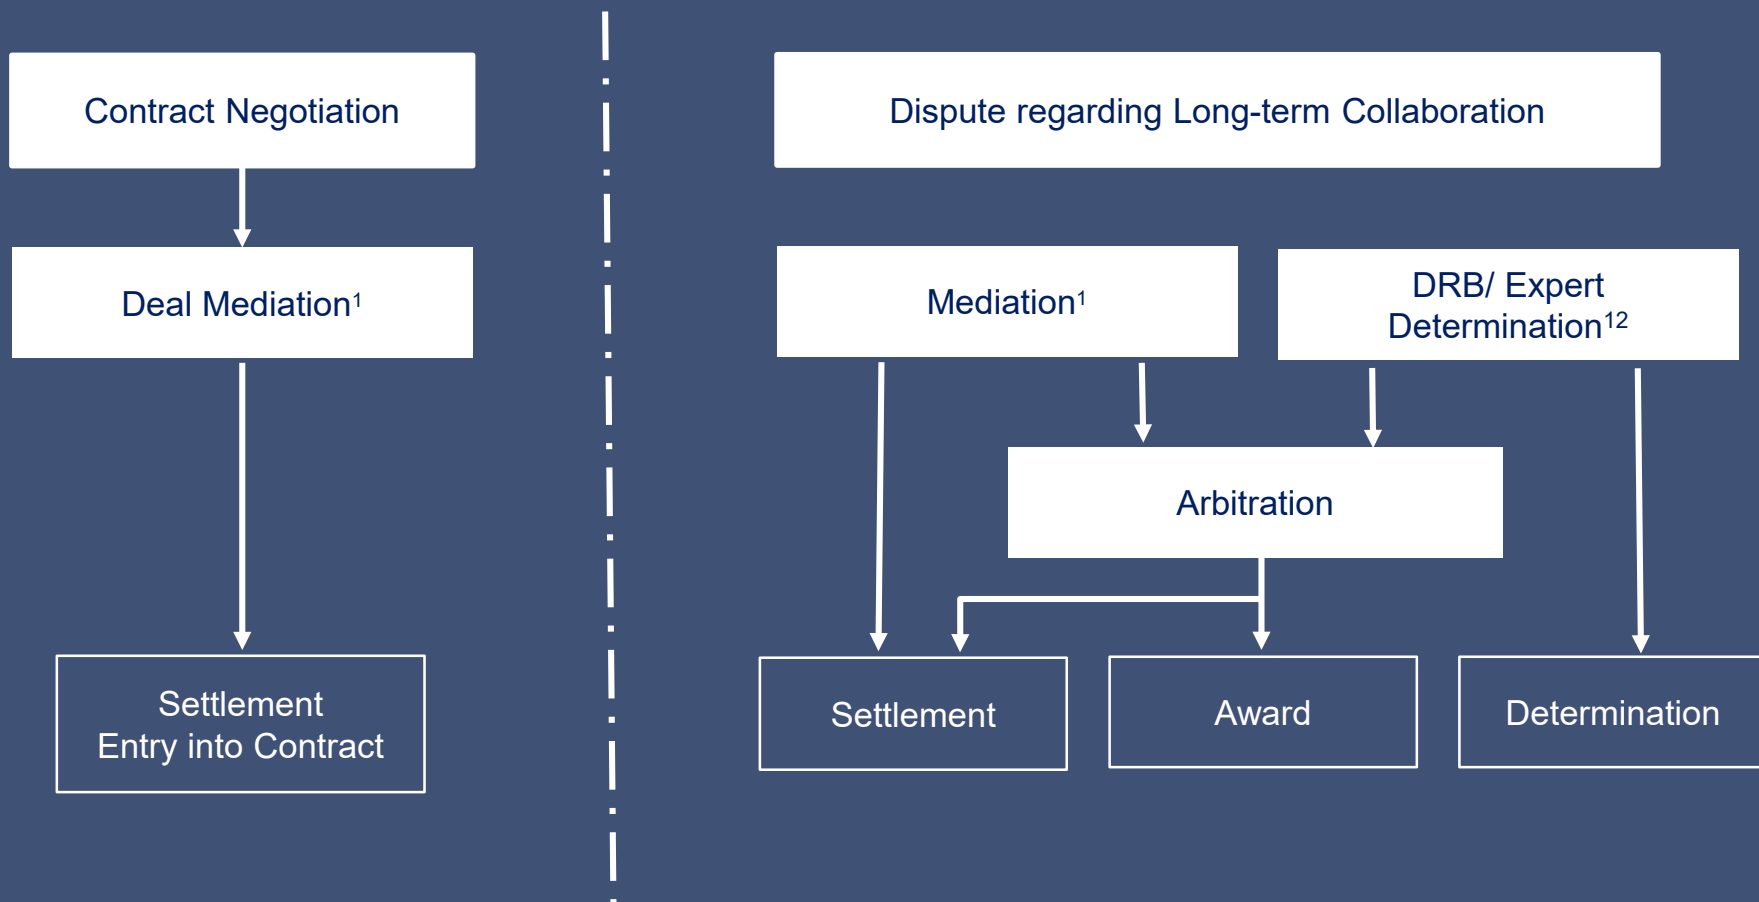 Contract Negotiation
Dispute regarding Long-term Collaboration
Deal Mediation¹
Mediation¹
DRB/ Expert
Determination¹²
Arbitration
Settlement
Entry into Contract
Settlement
Award
Determination